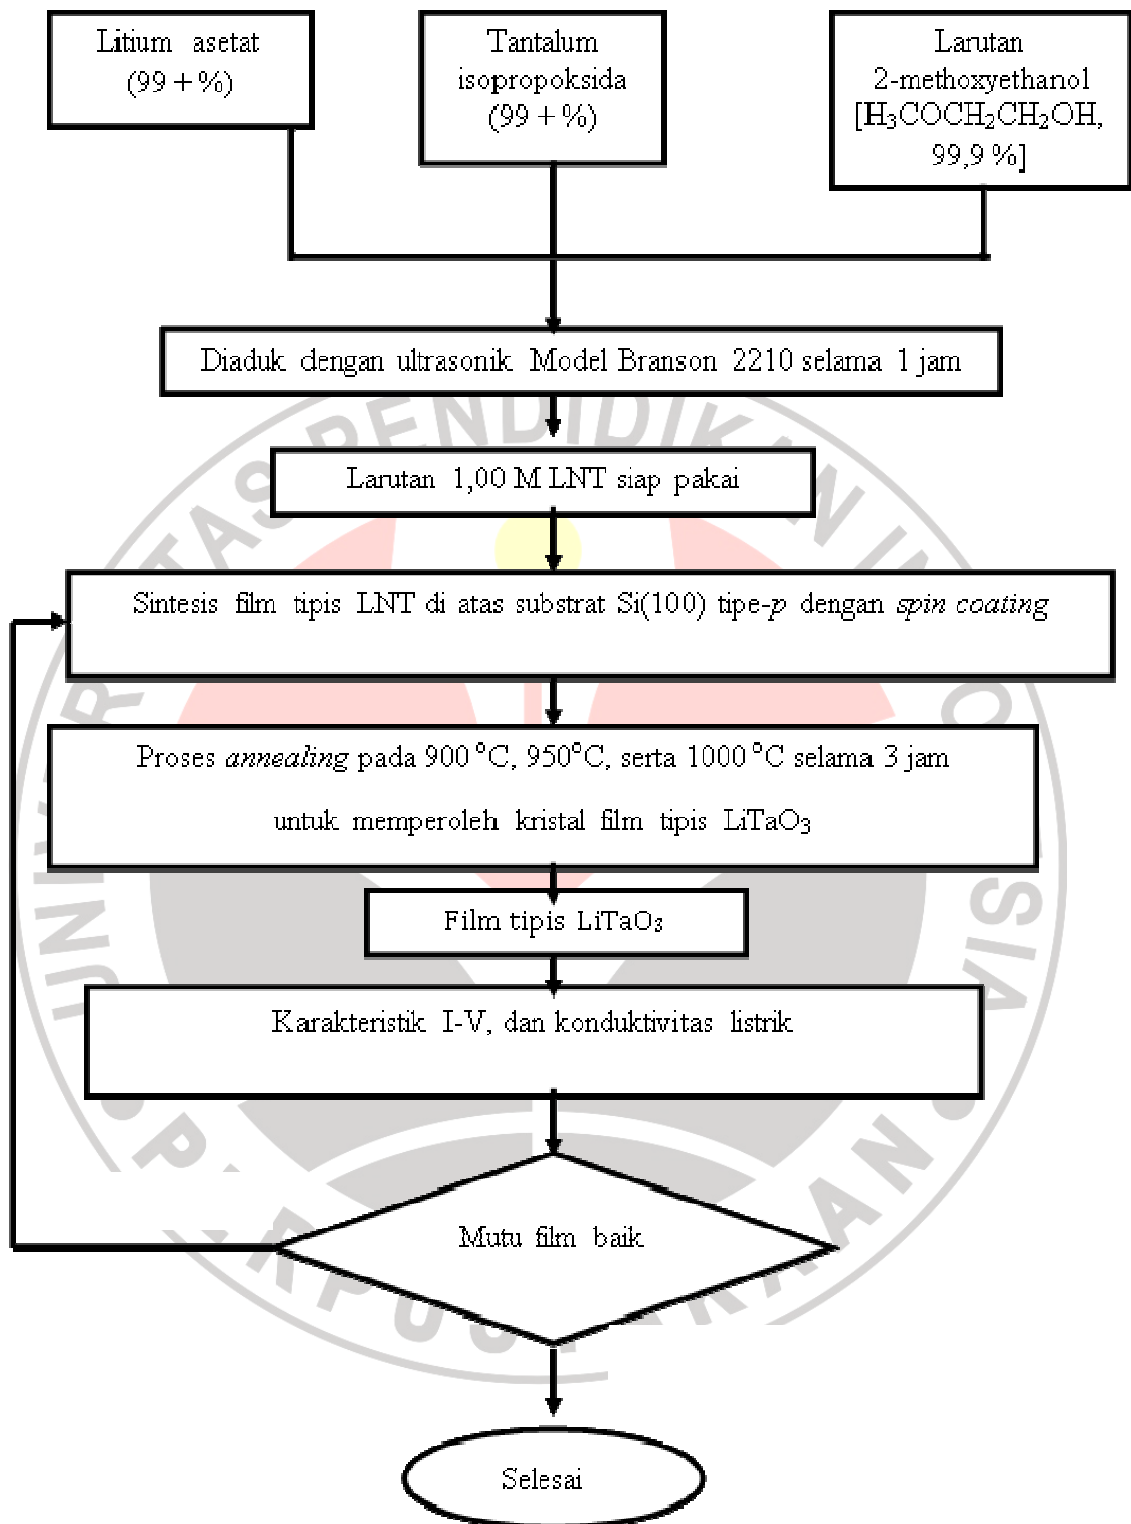 Litium asetat
(99 + %)
Tantalum
isopropoksida
(99 + %)
Larutan
2-methoxyethanol
[H₃COCH₂CH₂OH,
99,9 %]
Diaduk dengan ultrasonik Model Branson 2210 selama 1 jam
Larutan 1,00 M LNT siap pakai
Sintesis film tipis LNT di atas substrat Si(100) tipe-p dengan spin coating
Proses annealing pada 900 °C, 950°C, serta 1000 °C selama 3 jam
untuk memperoleh kristal film tipis LiTaO₃
Film tipis LiTaO₃
Karakteristik I-V, dan konduktivitas listrik
Mutu film baik
Selesai